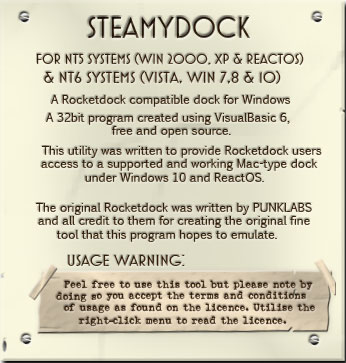 STEAMYDOCK
FOR NT5 SYSTEMS (WIN 2000, XP & REACTOS)
& NT6 SYSTEMS (VISTA, WIN 7,8 & 10)
A Rocketdock compatible dock for Windows
A 32bit program created using VisualBasic 6,
free and open source.
This utility was written to provide Rocketdock users
access to a supported and working Mac-type dock
under Windows 10 and ReactOS.
The original Rocketdock was written by PUNKLABS
and all credit to them for creating the original fine
tool that this program hopes to emulate.
USAGE WARNING:
Feel free to use this tool but please note by
doing so you accept the terms and conditions
of usage as found on the licence. Utilise the
right-click menu to read the licence.